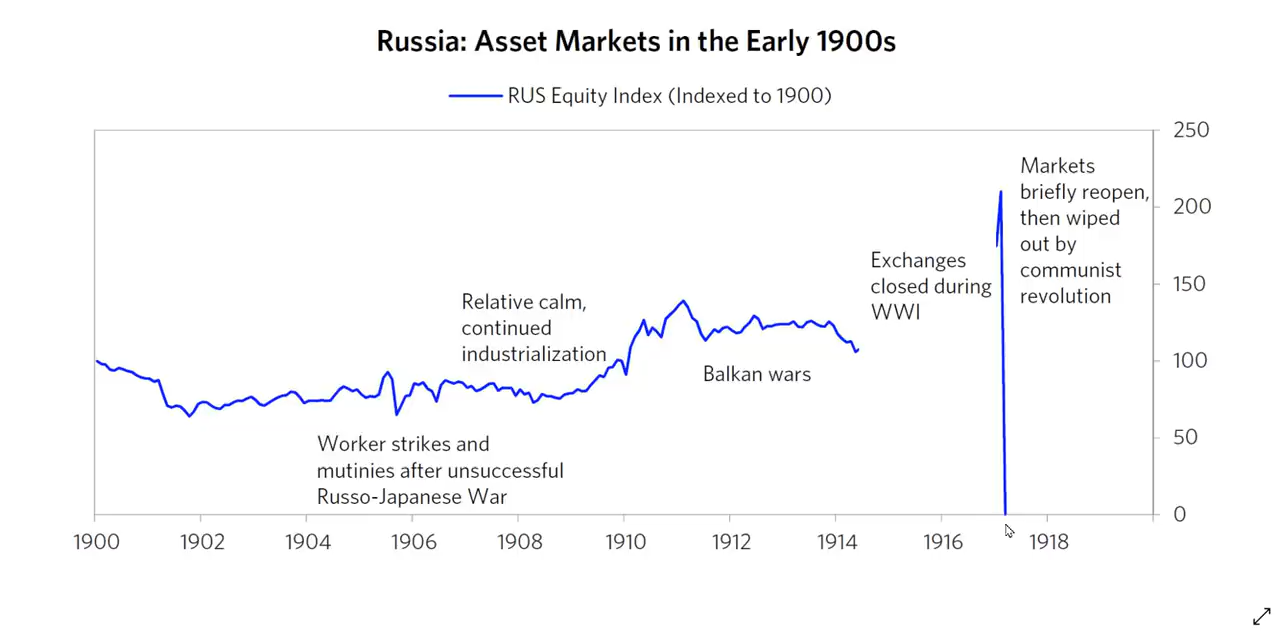 Russia: Asset Markets in the Early 1900s
RUS Equity Index (Indexed to 1900)
250
200
150
100
50
0
Markets
briefly reopen,
then wiped
out by
communist
revolution
Exchanges
closed during
WWI
Relative calm,
continued
industrialization
Balkan wars
Worker strikes and
mutinies after unsuccessful
Russo-Japanese War
1900 1902 1904 1906 1908 1910 1912 1914 1916 1918